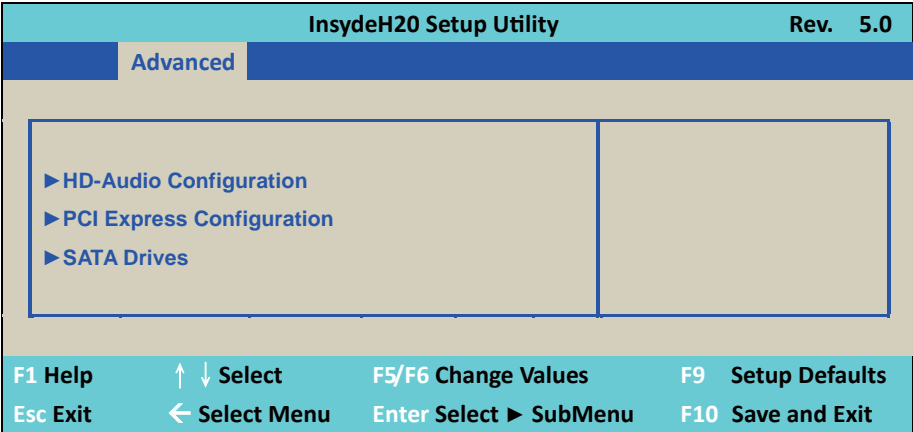 InsydeH20 Setup Utility Rev. 5.0
Advanced
►HD-Audio Configuration
►PCI Express Configuration
►SATA Drives
F1 Help ↑ ↓ Select F5/F6 Change Values F9 Setup Defaults
Esc Exit ← Select Menu Enter Select ► SubMenu F10 Save and Exit